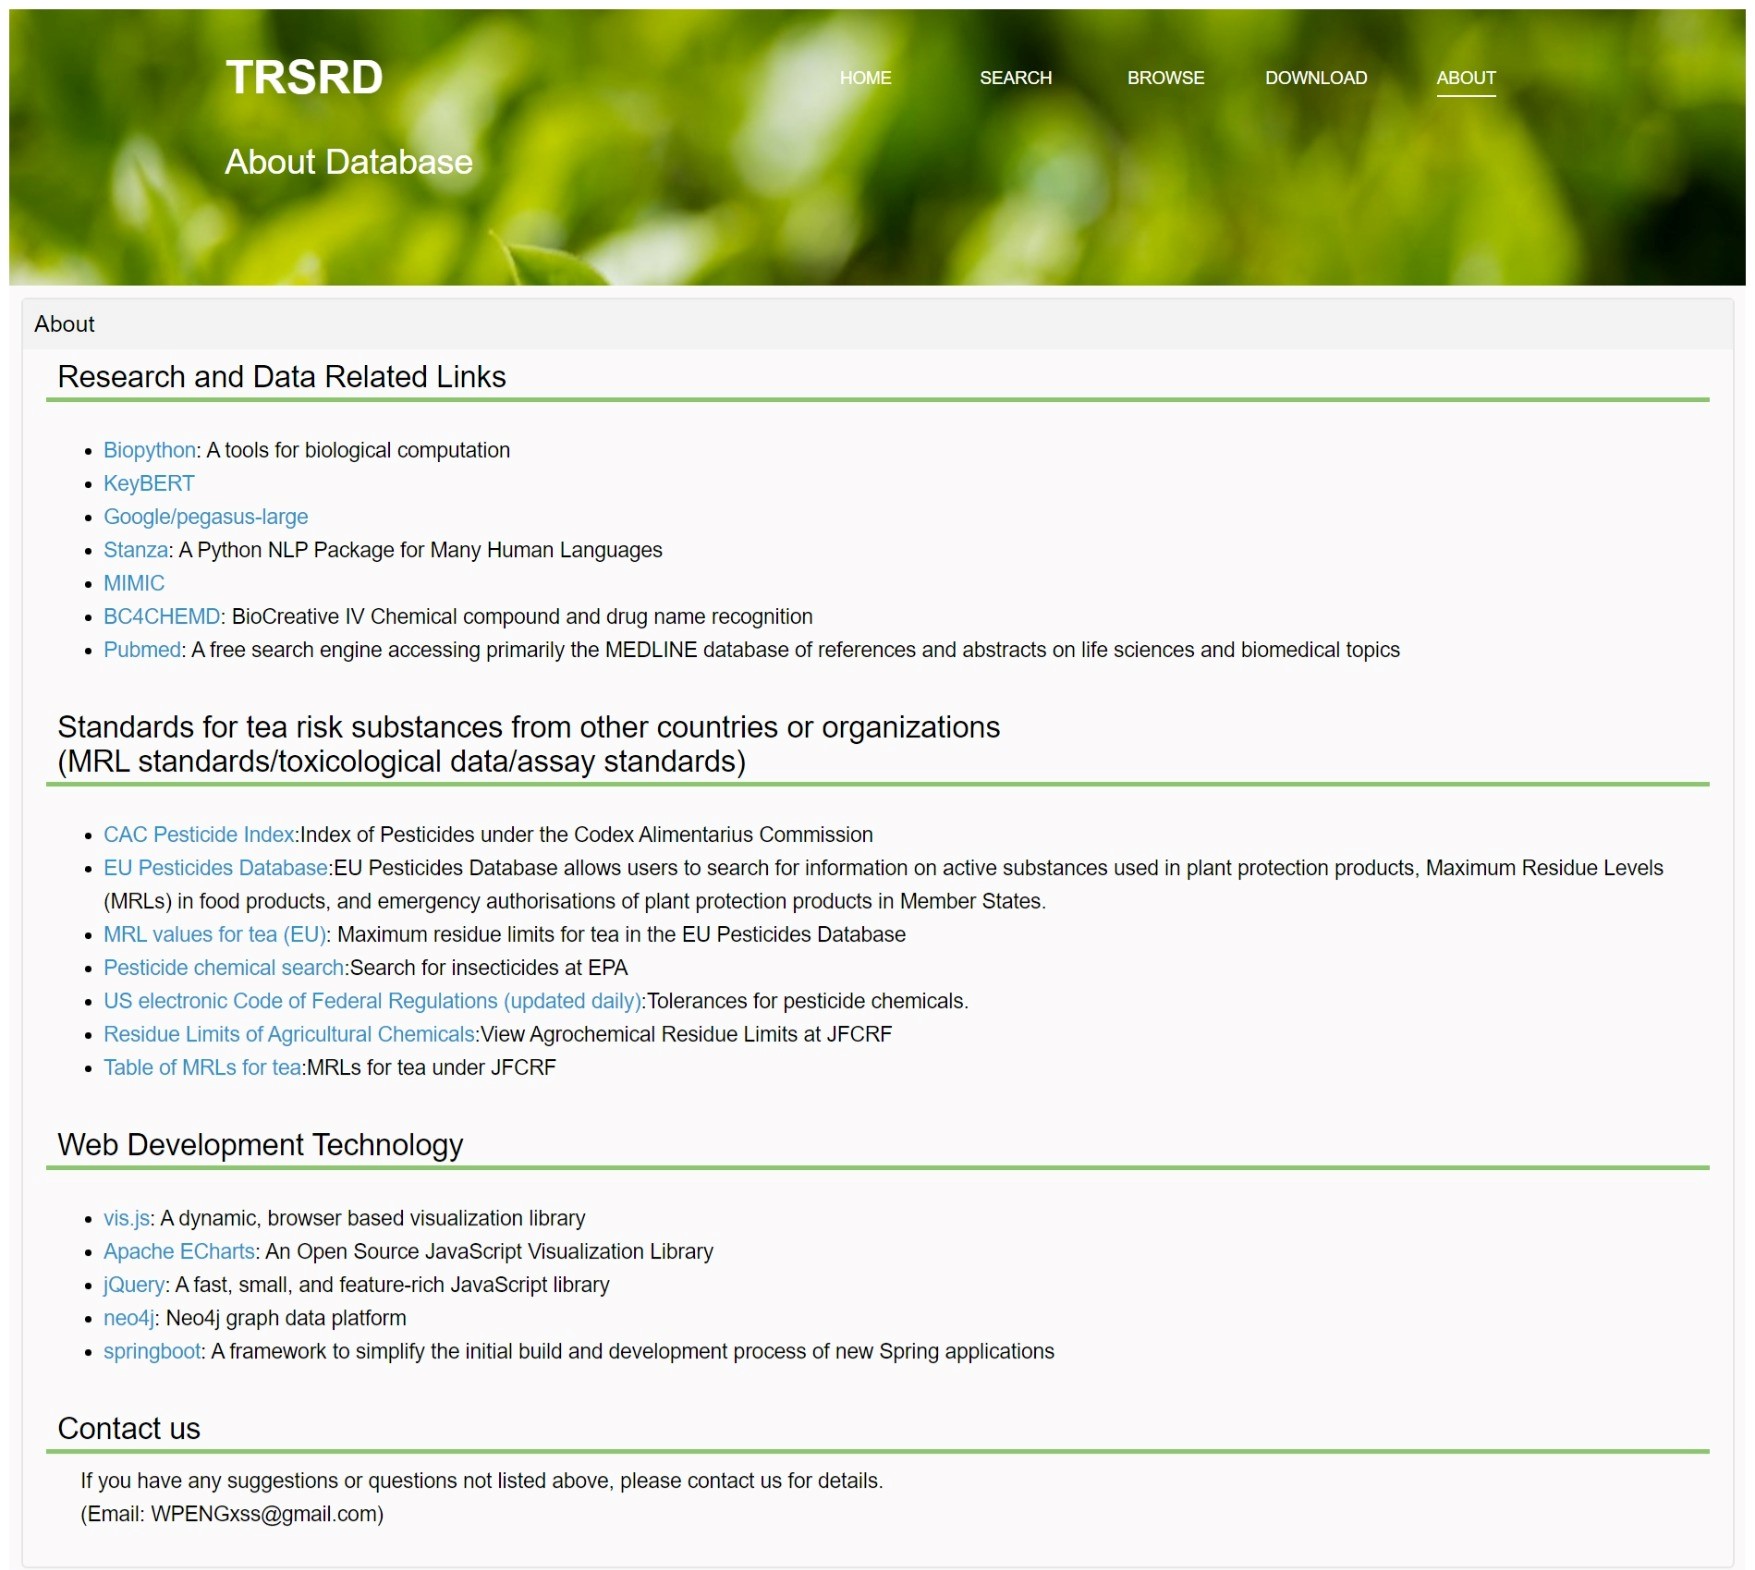 TRSRD
HOME SEARCH BROWSE DOWNLOAD ABOUT
About Database
About
Research and Data Related Links
Biopython: A tools for biological computation
KeyBERT
Google/pegasus-large
Stanza: A Python NLP Package for Many Human Languages
MIMIC
BC4CHEMD: BioCreative IV Chemical compound and drug name recognition
Pubmed: A free search engine accessing primarily the MEDLINE database of references and abstracts on life sciences and biomedical topics
Standards for tea risk substances from other countries or organizations
(MRL standards/toxicological data/assay standards)
CAC Pesticide Index:Index of Pesticides under the Codex Alimentarius Commission
EU Pesticides Database:EU Pesticides Database allows users to search for information on active substances used in plant protection products, Maximum Residue Levels
(MRLs) in food products, and emergency authorisations of plant protection products in Member States.
MRL values for tea (EU): Maximum residue limits for tea in the EU Pesticides Database
Pesticide chemical search:Search for insecticides at EPA
US electronic Code of Federal Regulations (updated daily):Tolerances for pesticide chemicals.
Residue Limits of Agricultural Chemicals:View Agrochemical Residue Limits at JFCRF
Table of MRLs for tea:MRLs for tea under JFCRF
Web Development Technology
vis.js: A dynamic, browser based visualization library
Apache ECharts: An Open Source JavaScript Visualization Library
jQuery: A fast, small, and feature-rich JavaScript library
neo4j: Neo4j graph data platform
springboot: A framework to simplify the initial build and development process of new Spring applications
Contact us
If you have any suggestions or questions not listed above, please contact us for details.
(Email: WPENGxss@gmail.com)